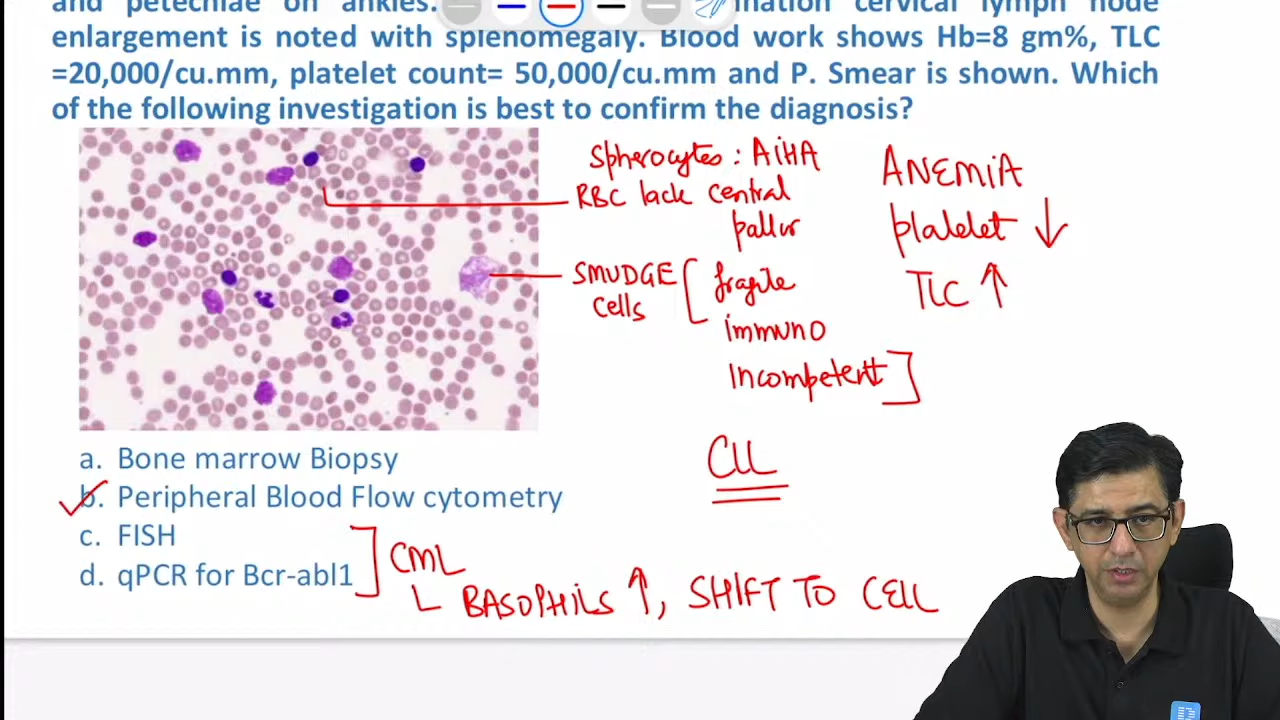 and petechiae on ankles. ination cervical lymph node
enlargement is noted with splenomegaly. Blood work shows Hb=8 gm%, TLC
=20,000/cu.mm, platelet count= 50,000/cu.mm and P. Smear is shown. Which
of the following investigation is best to confirm the diagnosis?
Spherocytes : AiHA
RBC lack central
pallor
SMUDGE
cells
fragile
immuno
incompetent
ANEMiA
platelet ↓
TLC ↑
CLL
a. Bone marrow Biopsy
b. Peripheral Blood Flow cytometry
c. FISH
d. qPCR for Bcr-abl1
CML
BASOPHiLS ↑, SHIFT TO CELL